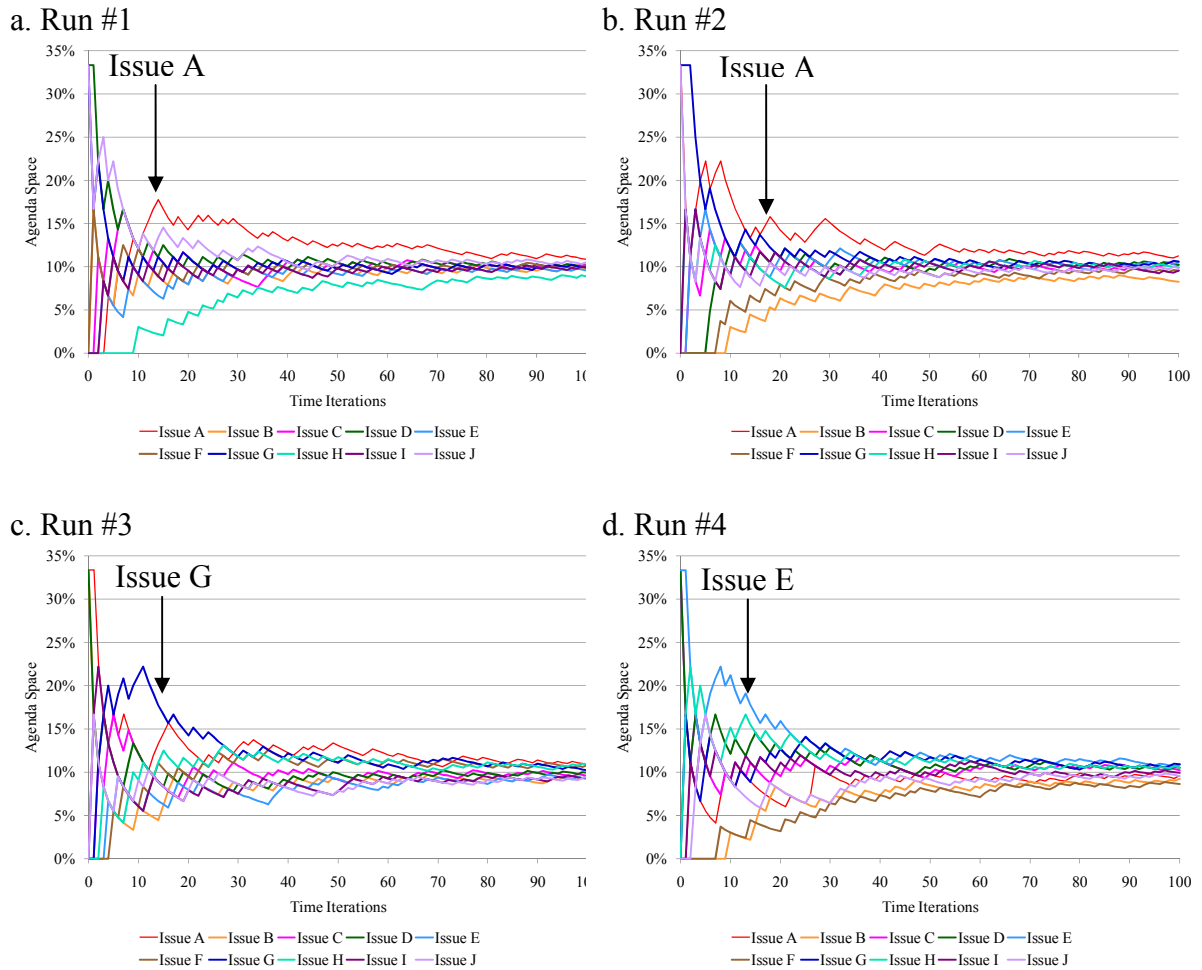 a. Run #1
35%
30%
25%
20%
15%
10%
5%
0%
Agenda Space
Issue A
0 10 20 30 40 50 60 70 80 90 10
Time Iterations
Issue A Issue B Issue C Issue D Issue E
Issue F Issue G Issue H Issue I Issue J
b. Run #2
35%
30%
25%
20%
15%
10%
5%
0%
Agenda Space
Issue A
0 10 20 30 40 50 60 70 80 90 100
Time Iterations
Issue A Issue B Issue C Issue D Issue E
Issue F Issue G Issue H Issue I Issue J
c. Run #3
35%
30%
25%
20%
15%
10%
5%
0%
Agenda Space
Issue G
0 10 20 30 40 50 60 70 80 90 10
Time Iterations
Issue A Issue B Issue C Issue D Issue E
Issue F Issue G Issue H Issue I Issue J
d. Run #4
35%
30%
25%
20%
15%
10%
5%
0%
Agenda Space
Issue E
0 10 20 30 40 50 60 70 80 90 100
Time Iterations
Issue A Issue B Issue C Issue D Issue E
Issue F Issue G Issue H Issue I Issue J